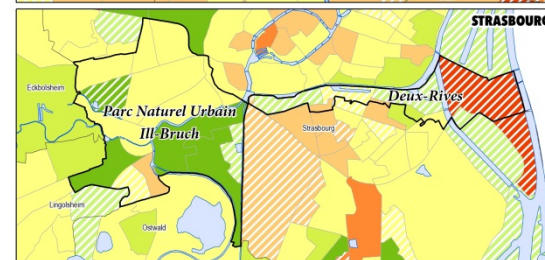 STRASBOURG
Eckbolsheim
Parc Naturel Urbain
Ill-Bruch
Deux-Rives
Strasbourg
Lingolsheim
Ostwald